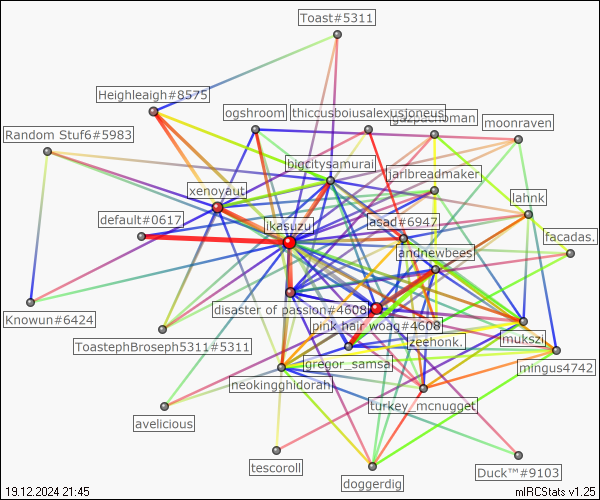 Toast#5311
Heighleigh#8575
ogshroom
thiccusboiusalexusjoneus
moonraven
Random Stuf6#5983
bigcitysamurai
jarlbreadmaker
xenoyaut
lahnk
default#0617
ikasuzu
asad#6947
facadas.
andnewbees
disaster of passion#4608
Knowun#6424
pink hair woag#4608
ToastephBroseph5311#5311
zeehonk.
mukszi
gregor_samsa
mingus4742
neokingghidorah
turkey_mcnugget
avelicious
tescoroll
doggerdig
Duck™#9103
19.12.2024 21:45
mIRCStats v1.25